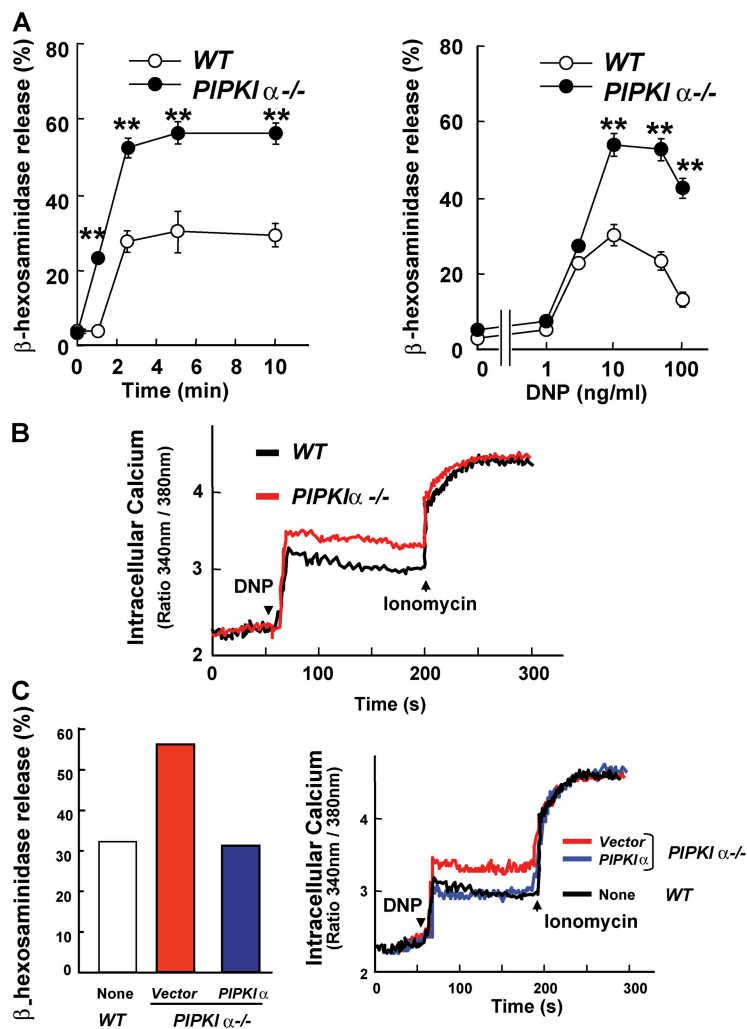 A
β-hexosaminidase release (%)
80
60
40
20
0
WT
PIPKI α-/-
**
**
**
**
0 2 4 6 8 10
Time (min)
β-hexosaminidase release (%)
80
60
40
20
0
WT
PIPKI α-/-
**
**
**
0 1 10 100
DNP (ng/ml)
B
Intracellular Calcium
(Ratio 340nm / 380nm)
4
3
2
WT
PIPKIα -/-
DNP
Ionomycin
0 100 200 300
Time (s)
C
β_hexosaminidase release (%)
60
50
40
30
20
10
0
None Vector PIPKIα
WT PIPKI α-/-
Intracellular Calcium
(Ratio 340nm / 380nm)
4
3
2
Vector
PIPKIα
PIPKI α-/-
None WT
DNP
Ionomycin
0 100 200 300
Time (s)